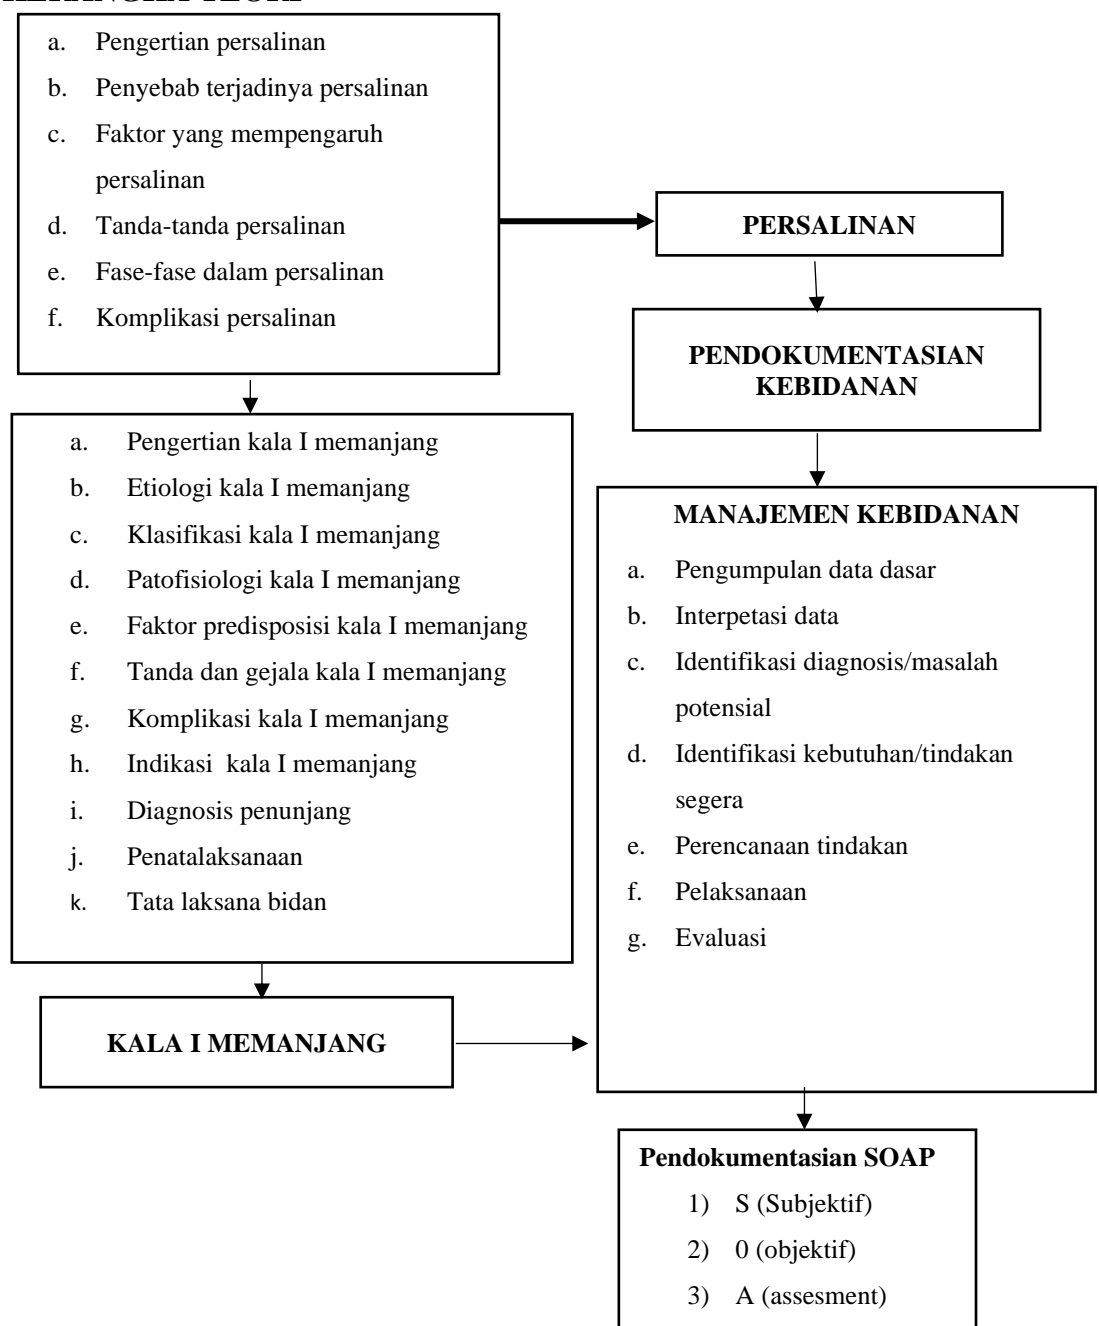 a. Pengertian persalinan
b. Penyebab terjadinya persalinan
c. Faktor yang mempengaruh
persalinan
d. Tanda-tanda persalinan
e. Fase-fase dalam persalinan
f. Komplikasi persalinan
PERSALINAN
PENDOKUMENTASIAN
KEBIDANAN
a. Pengertian kala I memanjang
b. Etiologi kala I memanjang
c. Klasifikasi kala I memanjang
d. Patofisiologi kala I memanjang
e. Faktor predisposisi kala I memanjang
f. Tanda dan gejala kala I memanjang
g. Komplikasi kala I memanjang
h. Indikasi kala I memanjang
i. Diagnosis penunjang
j. Penatalaksanaan
k. Tata laksana bidan
KALA I MEMANJANG
MANAJEMEN KEBIDANAN
a. Pengumpulan data dasar
b. Interpetasi data
c. Identifikasi diagnosis/masalah
potensial
d. Identifikasi kebutuhan/tindakan
segera
e. Perencanaan tindakan
f. Pelaksanaan
g. Evaluasi
Pendokumentasian SOAP
1) S (Subjektif)
2) 0 (objektif)
3) A (assesment)